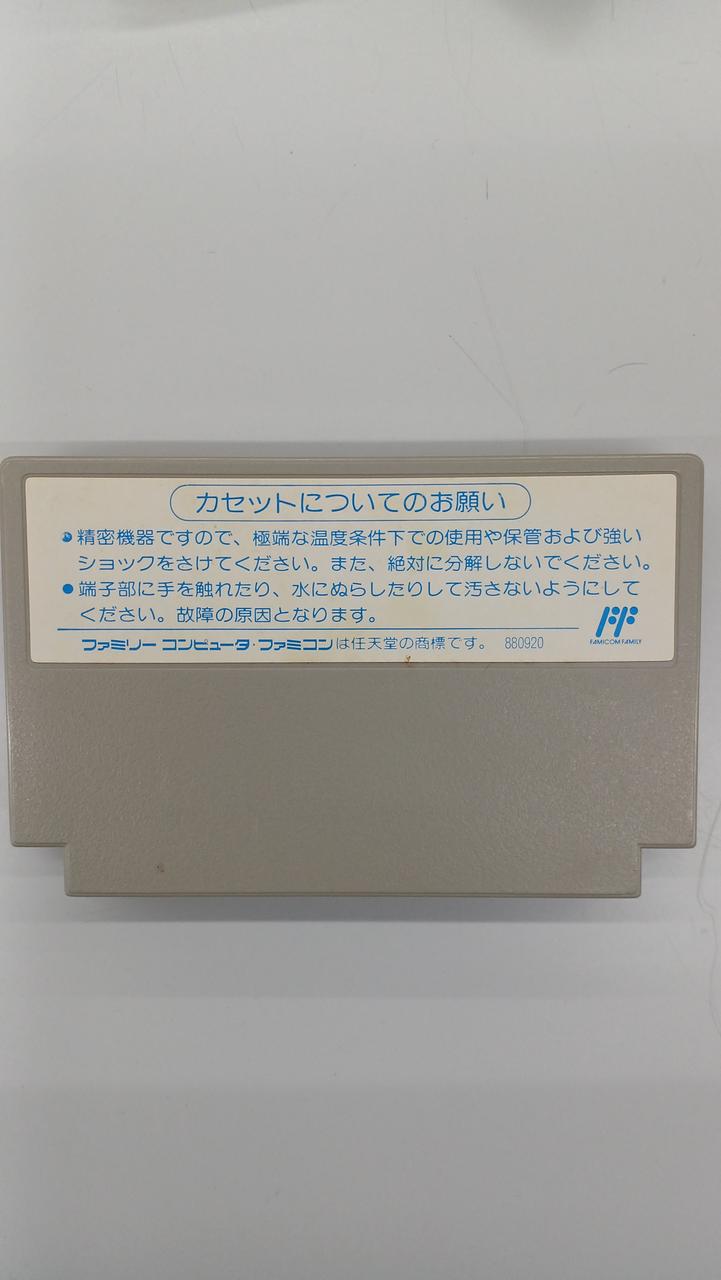 カセットについてのお願い
●精密機器ですので、極端な温度条件下での使用や保管および強い
ショックをさけてください。また、絶対に分解しないでください。
●端子部に手を触れたり、水にぬらしたりして汚さないようにして
ください。故障の原因となります。
FF
FAMICOM FAMILY
ファミリー コンピュータ・ファミコンは任天堂の商標です。 880920